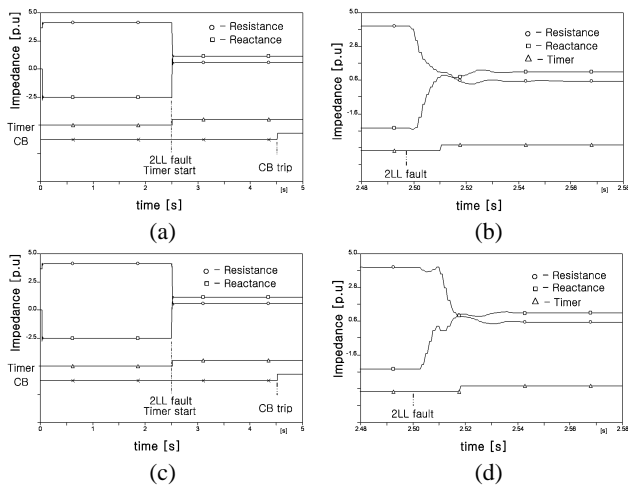 5.0
2.5
0.0
-2.5
Impedance [p.u]
○ - Resistance
□ - Reactance
Timer
CB
0 1 2 3 4 5
[s]
2LL fault
Timer start
CB trip
time [s]
(a)
5.0
2.8
0.6
-1.6
Impedance [p.u]
○ - Resistance
□ - Reactance
△ - Timer
2LL fault
2.48 2.50 2.52 2.54 2.56 2.58
[s]
time [s]
(b)
5.0
2.5
0.0
-2.5
Impedance [p.u]
○ - Resistance
□ - Reactance
Timer
CB
0 1 2 3 4 5
[s]
2LL fault
Timer start
CB trip
time [s]
(c)
5.0
2.8
0.6
-1.6
Impedance [p.u]
○ - Resistance
□ - Reactance
△ - Timer
2LL fault
2.48 2.50 2.52 2.54 2.56 2.58
[s]
time [s]
(d)